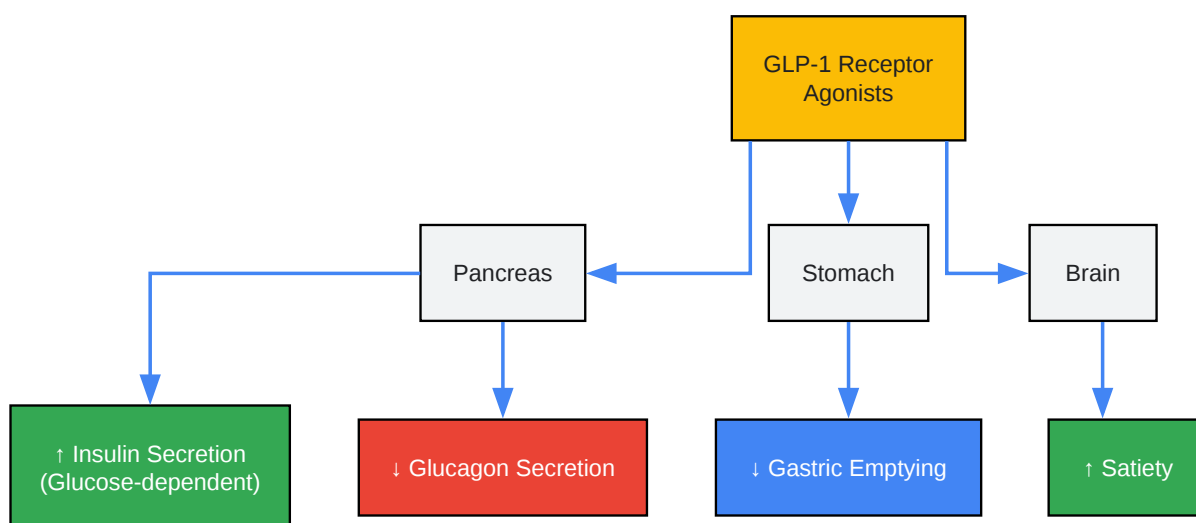 GLP-1 Receptor
Agonists
Pancreas
Stomach
Brain
↑ Insulin Secretion
(Glucose-dependent)
↓ Glucagon Secretion
↓ Gastric Emptying
↑ Satiety